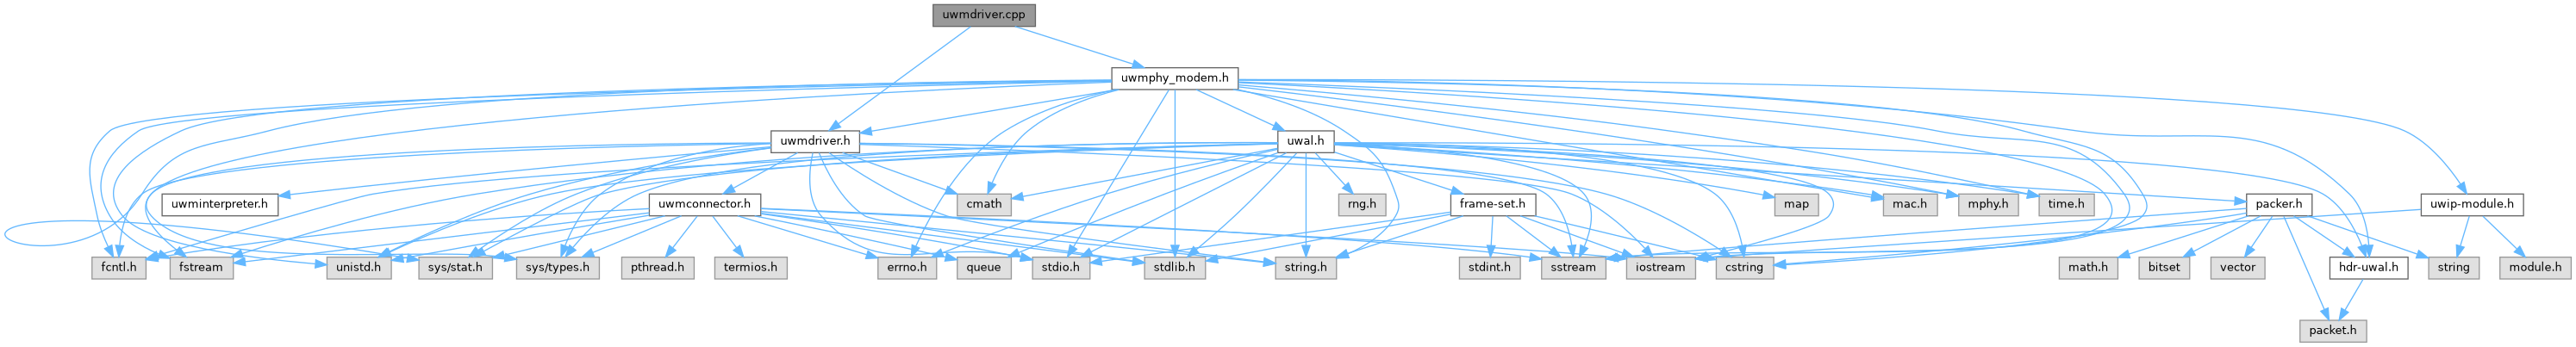 uwmdriver.cpp
uwmphy_modem.h
uwmdriver.h
uwal.h
uwminterpreter.h
uwmconnector.h
cmath
rng.h
frame-set.h
map
mac.h
mphy.h
time.h
packer.h
uwip-module.h
fcntl.h
fstream
unistd.h
sys/stat.h
sys/types.h
pthread.h
termios.h
errno.h
queue
stdio.h
stdlib.h
string.h
stdint.h
sstream
iostream
cstring
math.h
bitset
vector
hdr-uwal.h
string
module.h
packet.h